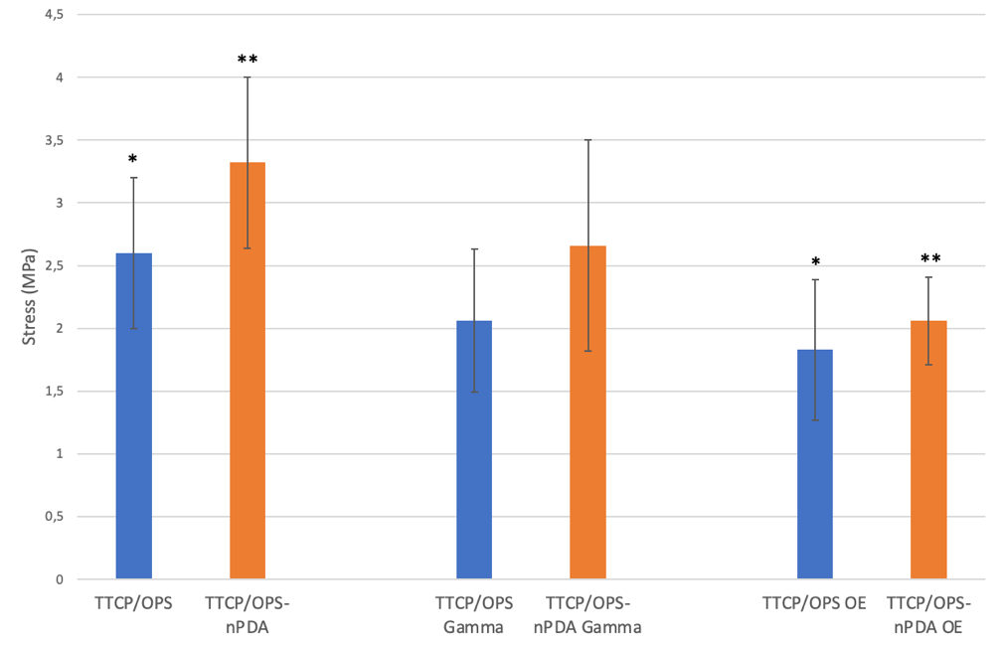 4,5
4
3,5
3
2,5
2
1,5
1
0,5
0
Stress (MPa)
*
**
*
**
TTCP/OPS
TTCP/OPS-
nPDA
TTCP/OPS
Gamma
TTCP/OPS-
nPDA Gamma
TTCP/OPS OE
TTCP/OPS-
nPDA OE